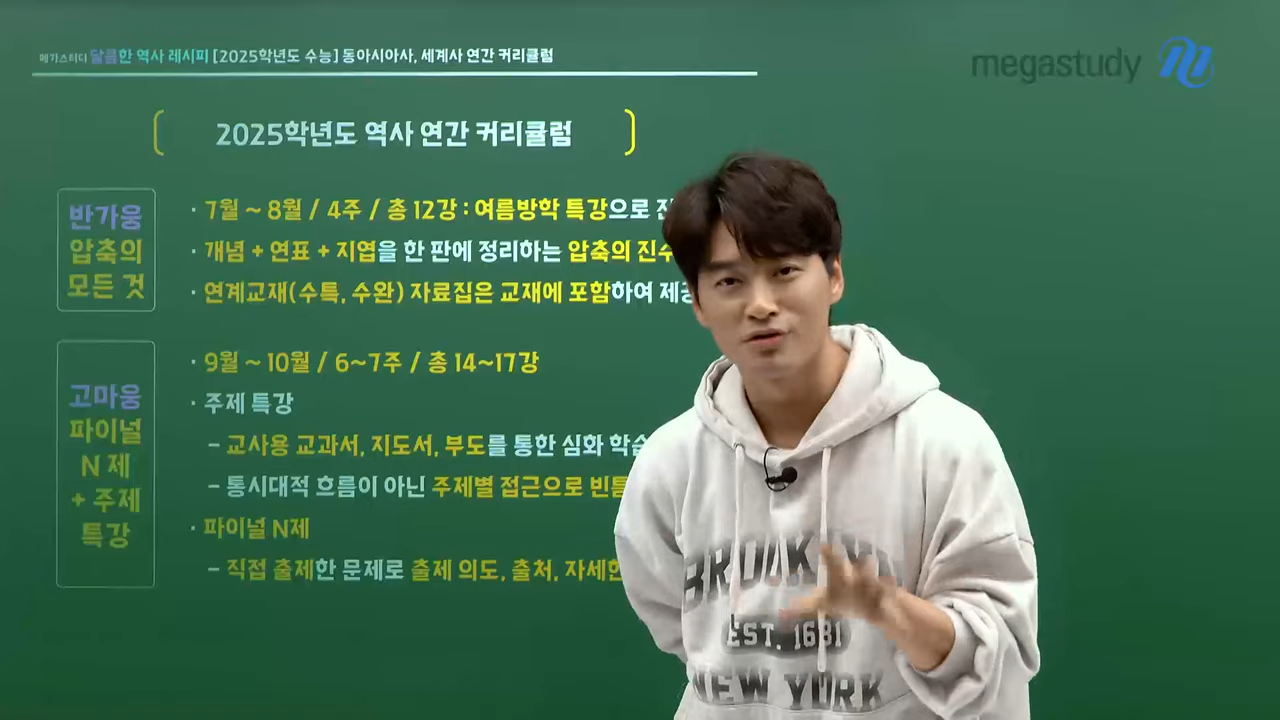 메가스터디 달콤한 역사 레시피 [2025학년도 수능] 동아시아사, 세계사 연간 커리큘럼
megastudy
2025학년도 역사 연간 커리큘럼
반가웅
압축의
모든 것
· 7월 ~ 8월 / 4주 / 총 12강 : 여름방학 특강으로
· 개념 + 연표 + 지엽을 한 판에 정리하는 압축의 진수
· 연계교재(수특, 수완) 자료집은 교재에 포함하여
고마웅
파이널
N 제
+ 주제
특강
· 9월 ~ 10월 / 6~7주 / 총 14~17강
· 주제 특강
- 교사용 교과서, 지도서, 부도를 통한 심화 학습
- 통시대적 흐름이 아닌 주제별 접근으로
· 파이널 N제
- 직접 출제한 문제로 출제 의도, 출처, 자세한
BROOKLYN
EST. 1631
NEW YORK